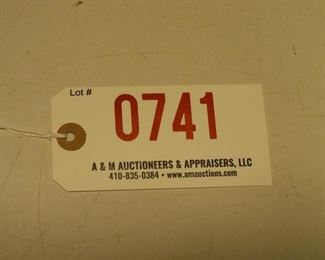 Lot #
0741
A & M AUCTIONEERS & APPRAISERS, LLC
410-835-0384 • www.amauctions.com